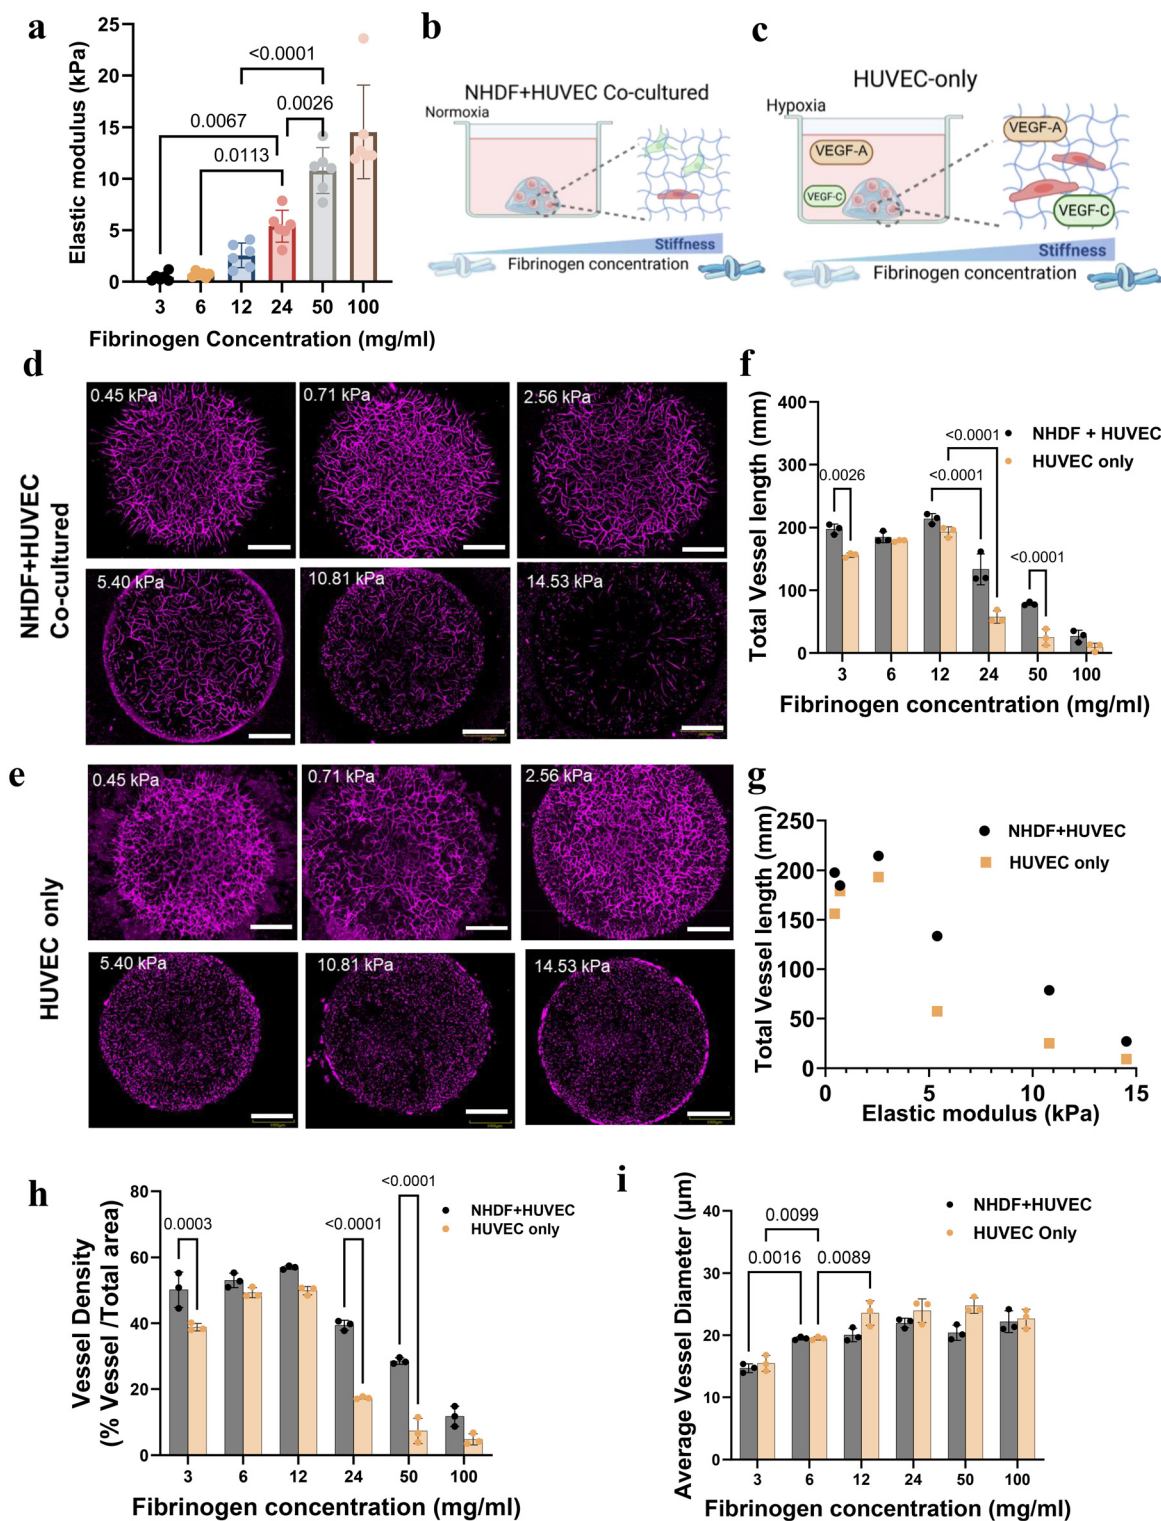 a
Elastic modulus (kPa)
25
20
15
10
5
0
<0.0001
0.0026
0.0067
0.0113
3 6 12 24 50 100
Fibrinogen Concentration (mg/ml)
b
NHDF+HUVEC Co-cultured
Normoxia
Stiffness
Fibrinogen concentration
c
HUVEC-only
Hypoxia
VEGF-A
VEGF-C
VEGF-A
VEGF-C
Stiffness
Fibrinogen concentration
d
NHDF+HUVEC
Co-cultured
0.45 kPa
0.71 kPa
2.56 kPa
5.40 kPa
10.81 kPa
14.53 kPa
e
HUVEC only
0.45 kPa
0.71 kPa
2.56 kPa
5.40 kPa
10.81 kPa
14.53 kPa
f
Total Vessel length (mm)
400
300
200
100
0
NHDF + HUVEC
HUVEC only
<0.0001
<0.0001
0.0026
<0.0001
3 6 12 24 50 100
Fibrinogen concentration (mg/ml)
g
Total Vessel length (mm)
250
200
150
100
50
0
NHDF+HUVEC
HUVEC only
0 5 10 15
Elastic modulus (kPa)
h
Vessel Density
(% Vessel /Total area)
80
60
40
20
0
<0.0001
0.0003
<0.0001
NHDF+HUVEC
HUVEC only
3 6 12 24 50 100
Fibrinogen concentration (mg/ml)
i
Average Vessel Diameter (μm)
40
30
20
10
0
NHDF+HUVEC
HUVEC Only
0.0099
0.0016
0.0089
3 6 12 24 50 100
Fibrinogen concentration (mg/ml)